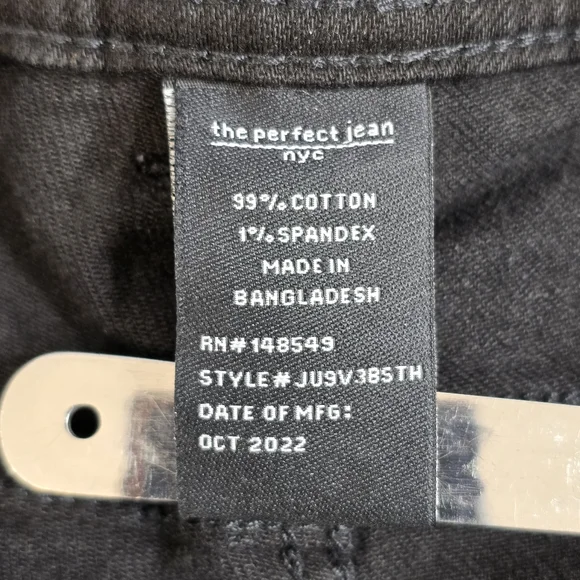 the perfect jean
nyc
99% COTTON
1% SPANDEX
MADE IN
BANGLADESH
RN# 148549
STYLE# JU9V38STH
DATE OF MFG:
OCT 2022